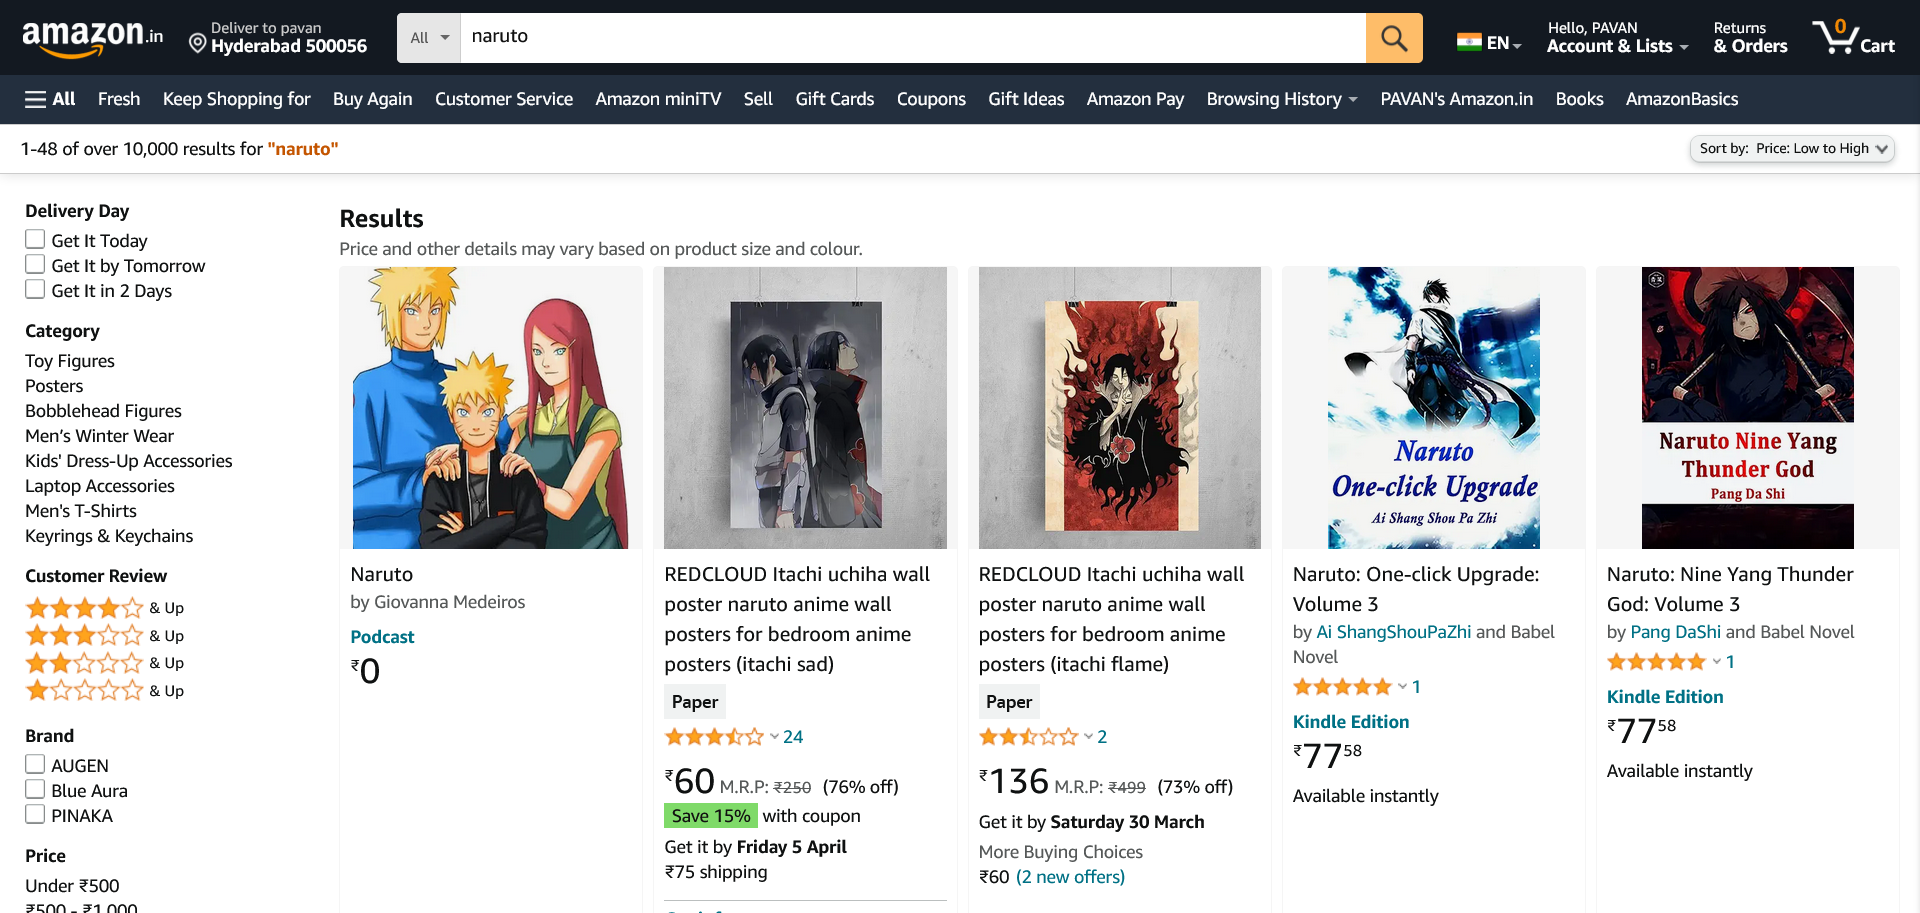 amazon.in
Deliver to pavan
Hyderabad 500056
All
naruto
EN
Hello, PAVAN
Account & Lists
Returns
& Orders
0
Cart
All Fresh Keep Shopping for Buy Again Customer Service Amazon miniTV Sell Gift Cards Coupons Gift Ideas Amazon Pay Browsing History PAVAN's Amazon.in Books AmazonBasics
1-48 of over 10,000 results for "naruto"
Sort by: Price: Low to High
Delivery Day
Get It Today
Get It by Tomorrow
Get It in 2 Days
Category
Toy Figures
Posters
Bobblehead Figures
Men's Winter Wear
Kids' Dress-Up Accessories
Laptop Accessories
Men's T-Shirts
Keyrings & Keychains
Customer Review
& Up
& Up
& Up
& Up
Brand
AUGEN
Blue Aura
PINAKA
Price
Under ₹500
₹500 - ₹1,000
Results
Price and other details may vary based on product size and colour.
Naruto
by Giovanna Medeiros
Podcast
₹0
REDCLOUD Itachi uchiha wall
poster naruto anime wall
posters for bedroom anime
posters (itachi sad)
Paper
24
₹60 M.R.P: ₹250 (76% off)
Save 15% with coupon
Get it by Friday 5 April
₹75 shipping
REDCLOUD Itachi uchiha wall
poster naruto anime wall
posters for bedroom anime
posters (itachi flame)
Paper
2
₹136 M.R.P: ₹499 (73% off)
Get it by Saturday 30 March
More Buying Choices
₹60 (2 new offers)
Naruto
One-click Upgrade
Ai Shang Shou Pa Zhi
Naruto: One-click Upgrade:
Volume 3
by Ai ShangShouPaZhi and Babel
Novel
1
Kindle Edition
₹77 58
Available instantly
Naruto Nine Yang
Thunder God
Pang Da Shi
Naruto: Nine Yang Thunder
God: Volume 3
by Pang DaShi and Babel Novel
1
Kindle Edition
₹77 58
Available instantly